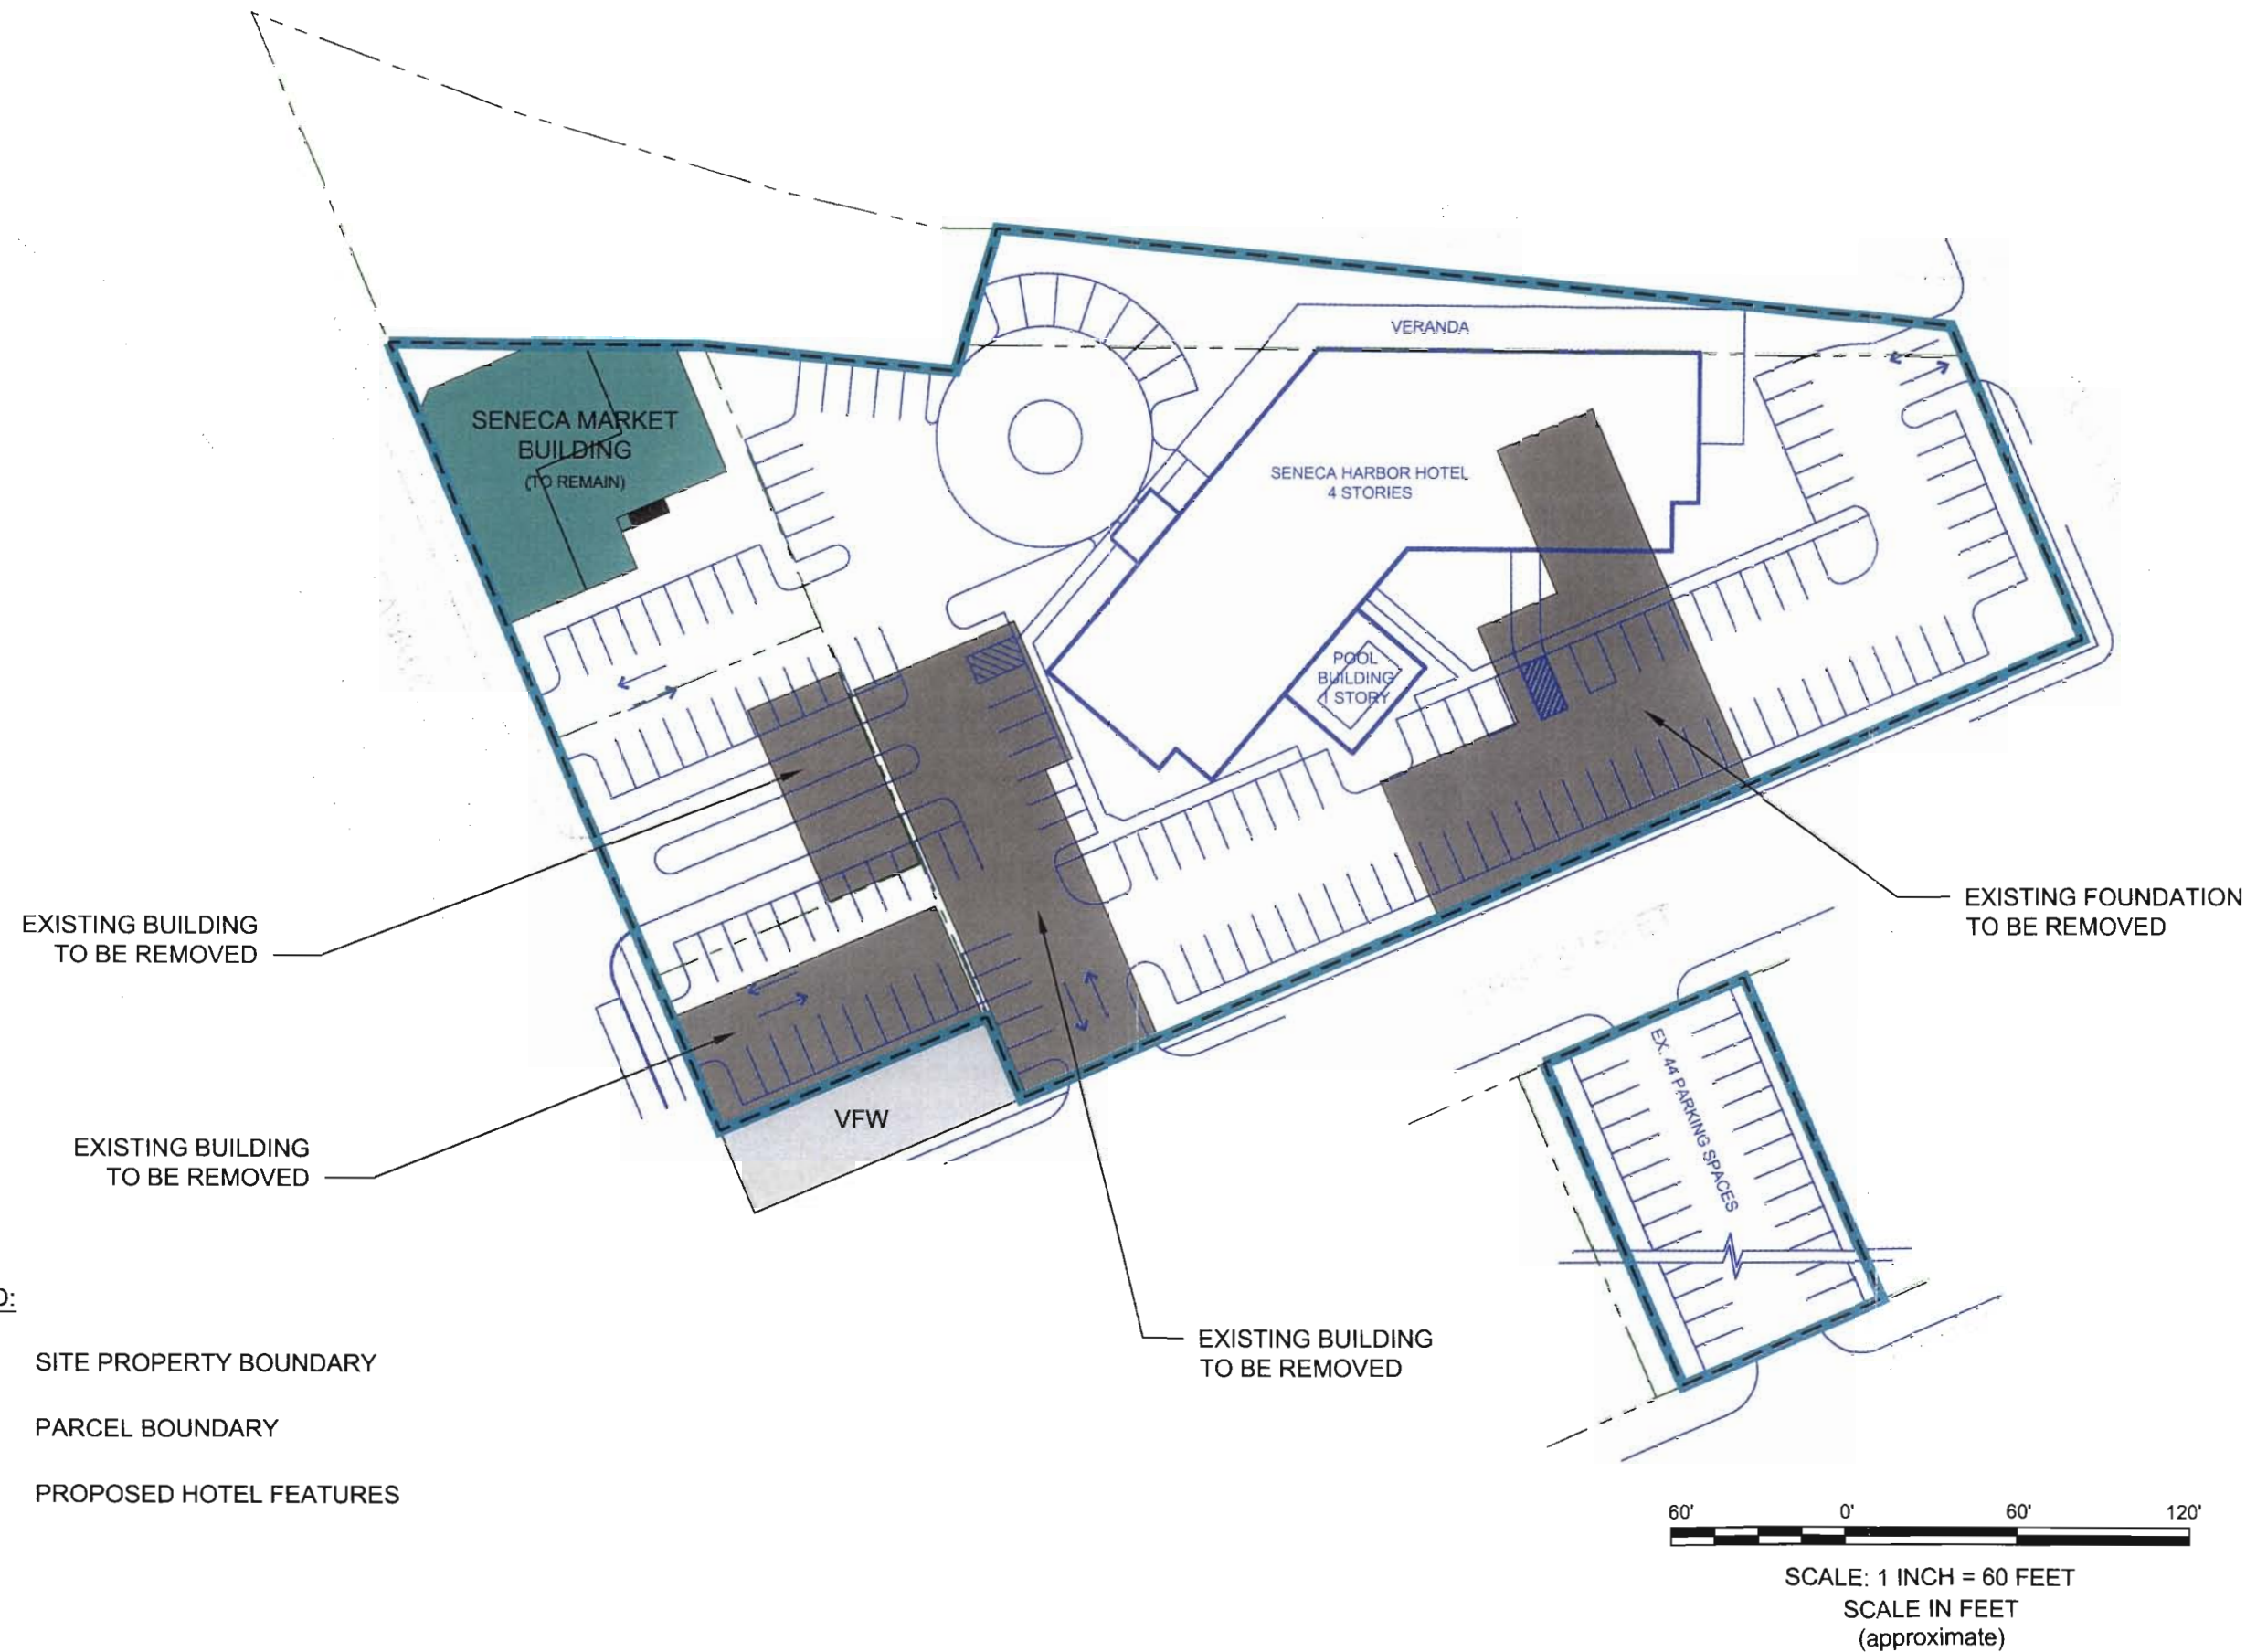 VERANDA
SENECA MARKET
BUILDING
(TO REMAIN)
SENECA HARBOR HOTEL
4 STORIES
POOL
BUILDING
1 STORY
EXISTING BUILDING
TO BE REMOVED
EXISTING FOUNDATION
TO BE REMOVED
EX. 44 PARKING SPACES
VFW
EXISTING BUILDING
TO BE REMOVED
EXISTING BUILDING
TO BE REMOVED
D:
SITE PROPERTY BOUNDARY
PARCEL BOUNDARY
PROPOSED HOTEL FEATURES
60' 0' 60' 120'
SCALE: 1 INCH = 60 FEET
SCALE IN FEET
(approximate)